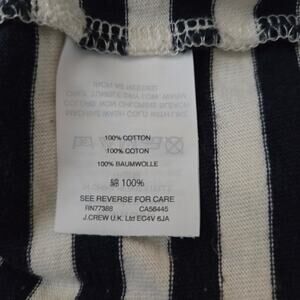 100% COTTON
100% COTON
100% BAUMWOLLE
綿 100%
SEE REVERSE FOR CARE
RN77388 CA56445
J.CREW U.K. Ltd EC4V 6JA